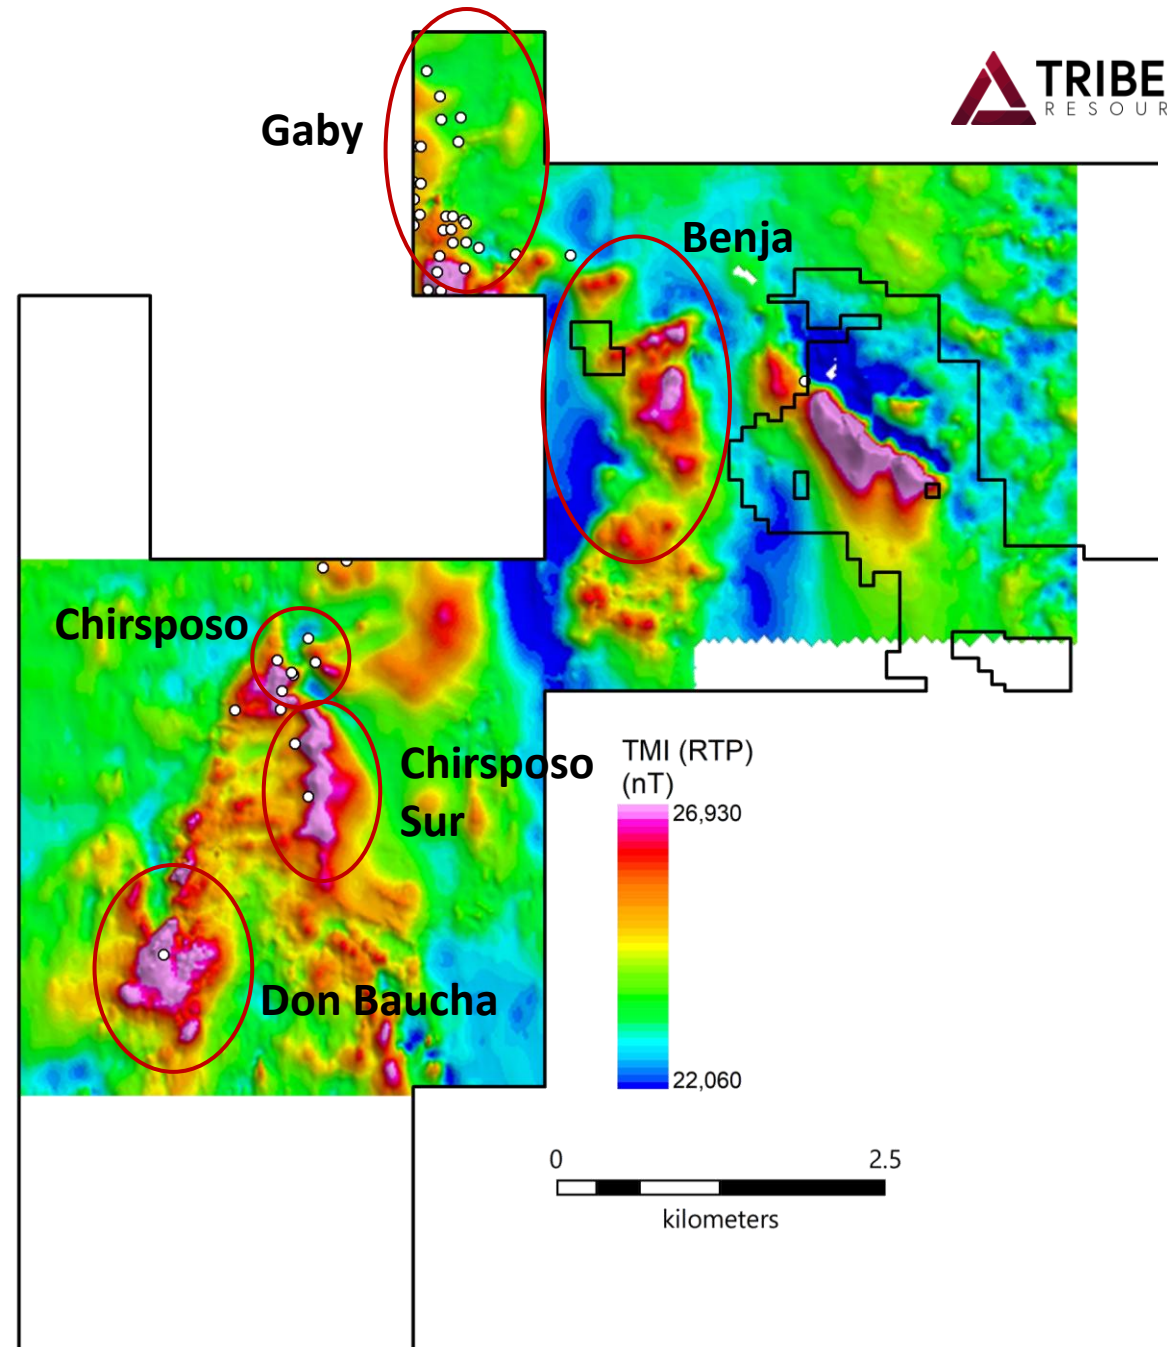 TRIBE
RESOUR
Gaby
Benja
Chirsposo
Chirsposo
Sur
Don Baucha
TMI (RTP)
(nT)
26,930
22,060
0 2.5
kilometers